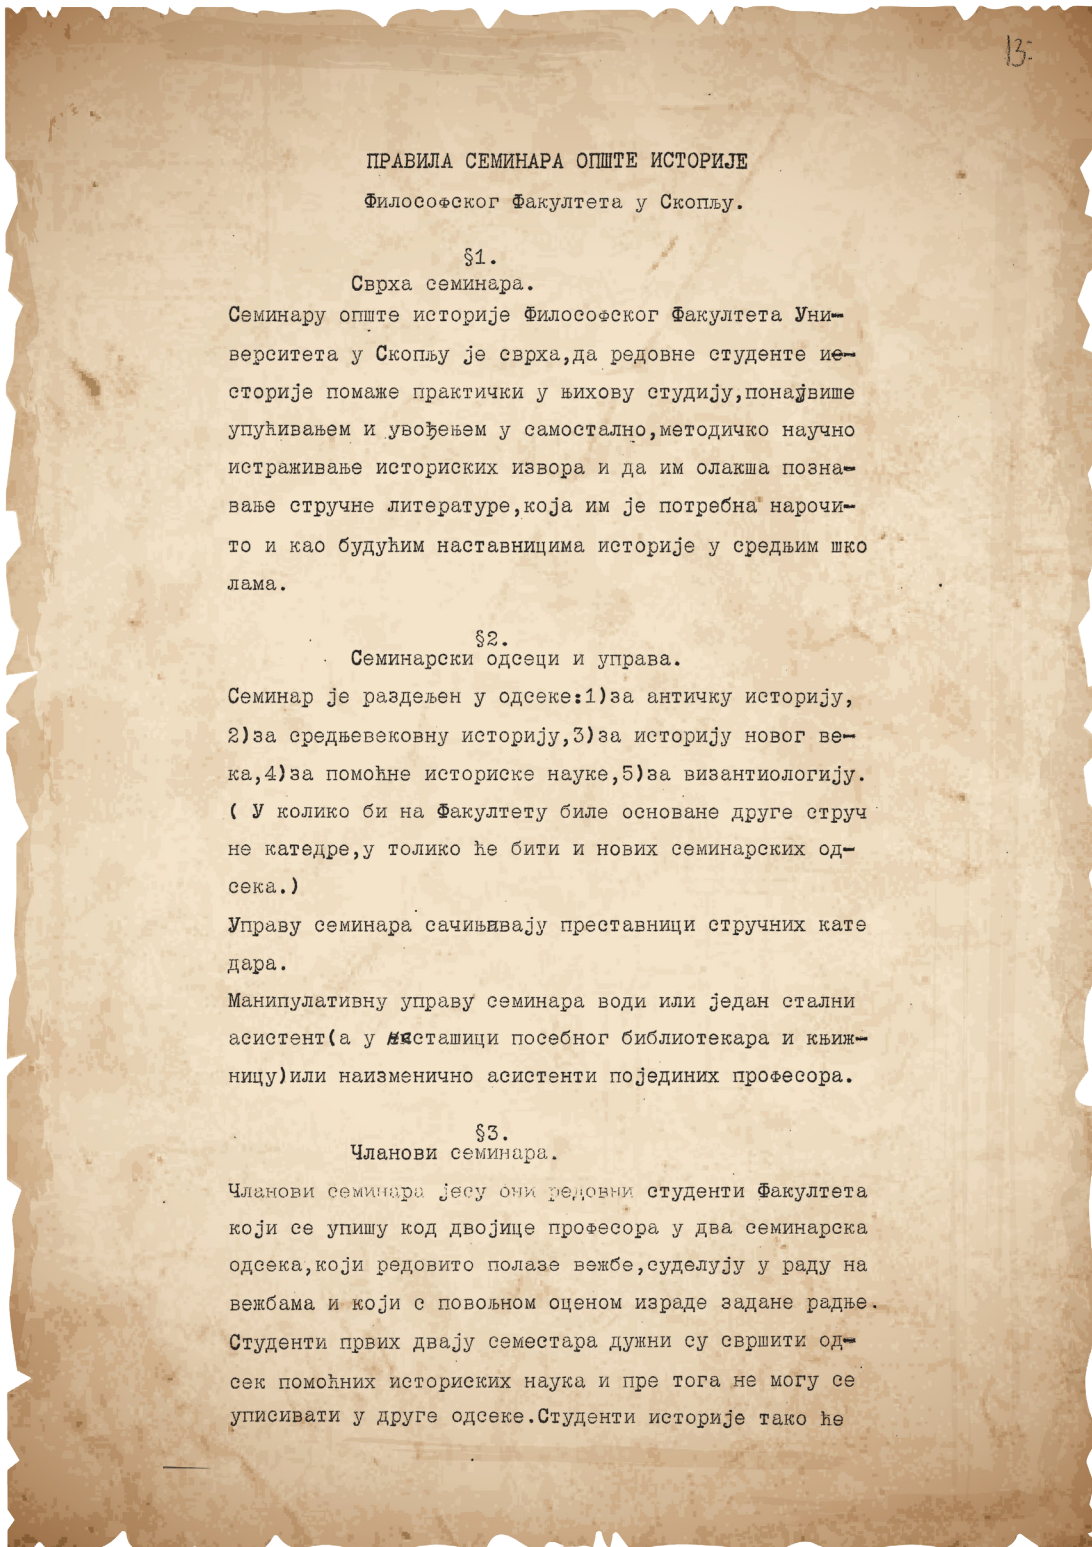 13.
ПРАВИЛА СЕМИНАРА ОПШТЕ ИСТОРИЈЕ
Философског Факултета у Скопљу.
§1.
Сврха семинара.
Семинару опште историје Философског Факултета Уни-
верситета у Скопљу је сврха,да редовне студенте ис-
сторије помаже практички у њихову студију,понајвише
упућивањем и увођењем у самостално,методичко научно
истраживање историских извора и да им олакша позна-
вање стручне литературе,која им је потребна нарочи-
то и као будућим наставницима историје у средњим шко
лама.
§2.
Семинарски одсеци и управа.
Семинар је раздељен у одсеке:1)за античку историју,
2)за средњевековну историју,3)за историју новог ве-
ка,4)за помоћне историске науке,5)за византиологију.
( У колико би на Факултету биле основане друге струч
не катедре,у толико ће бити и нових семинарских од-
сека.)
Управу семинара сачињавају преставници стручних кате
дара.
Манипулативну управу семинара води или један стални
асистент(а у несташици посебног библиотекара и књиж-
ницу)или наизменично асистенти појединих професора.
§3.
Чланови семинара.
Чланови семинара јесу они редовни студенти Факултета
који се упишу код двојице професора у два семинарска
одсека,који редовито полазе вежбе,суделују у раду на
вежбама и који с повољном оценом израде задане радње.
Студенти првих двају семестара дужни су свршити од-
сек помоћних историских наука и пре тога не могу се
уписивати у друге одсеке.Студенти историје тако ће